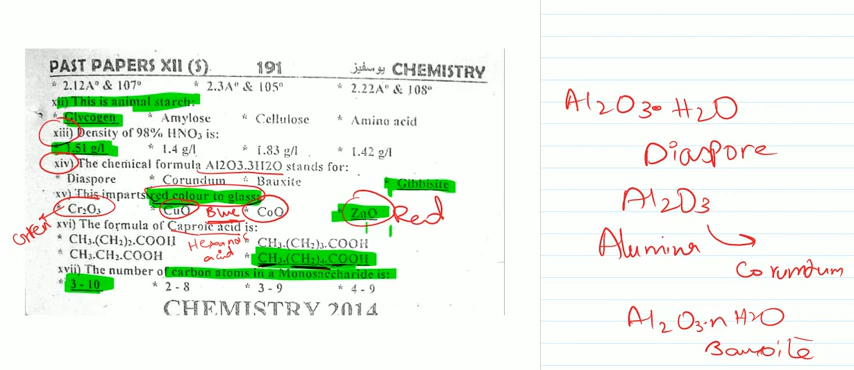 PAST PAPERS XII (S) 191 یوسفیز CHEMISTRY
* 2.12A° & 107° * 2.3A° & 105° * 2.22A° & 108°
xii) This is animal starch:
* Glycogen * Amylose * Cellulose * Amino acid
xiii) Density of 98% HNO₃ is:
* 1.51 g/l * 1.4 g/l * 1.83 g/l * 1.42 g/l
xiv) The chemical formula Al2O3.3H2O stands for:
* Diaspore * Corundum * Bauxite * Gibbsite
xv) This imparts red colour to glass:
* Cr₂O₃ * CuO Blue * CoO * ZnO Red
Green
xvi) The formula of Caproic acid is:
Hexanoic acid
* CH₃.(CH₂)₂.COOH * CH₃.(CH₂)₃.COOH
* CH₃.CH₂.COOH * CH₃.(CH₂)₄.COOH
xvii) The number of carbon atoms in a Monosaccharide is:
* 3 - 10 * 2 - 8 * 3 - 9 * 4 - 9
CHEMISTRY 2014
Al2O3.H2O
Diaspore
Al2O3
Alumina
Corumdum
Al2O3.nH2O
Bauxite